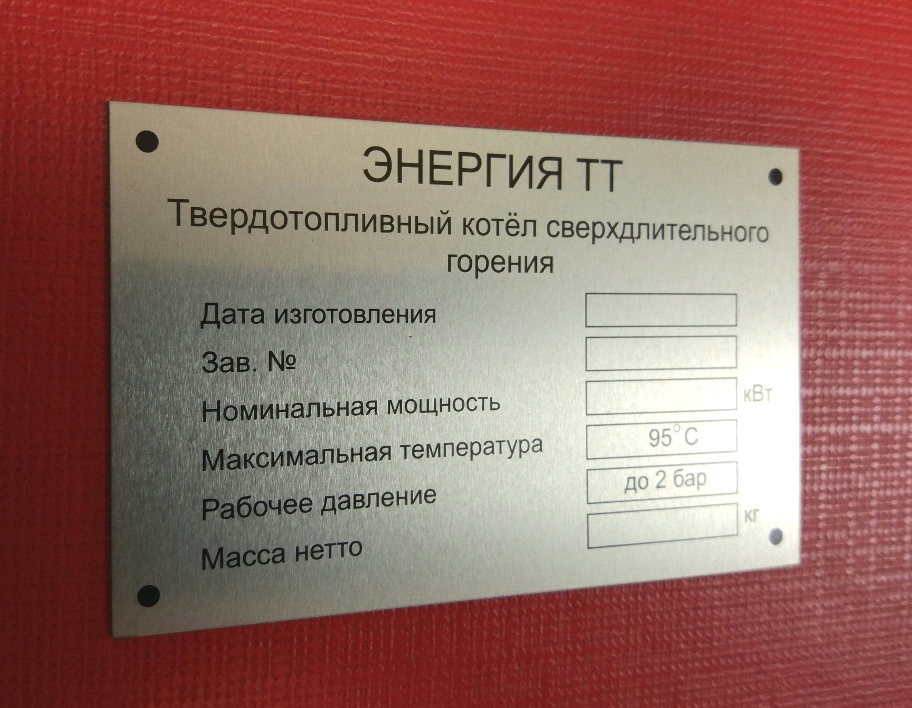 ЭНЕРГИЯ ТТ
Твердотопливный котёл сверхдлительного
горения
Дата изготовления
Зав. №
Номинальная мощность кВт
Максимальная температура 95°С
Рабочее давление до 2 бар
Масса нетто кг